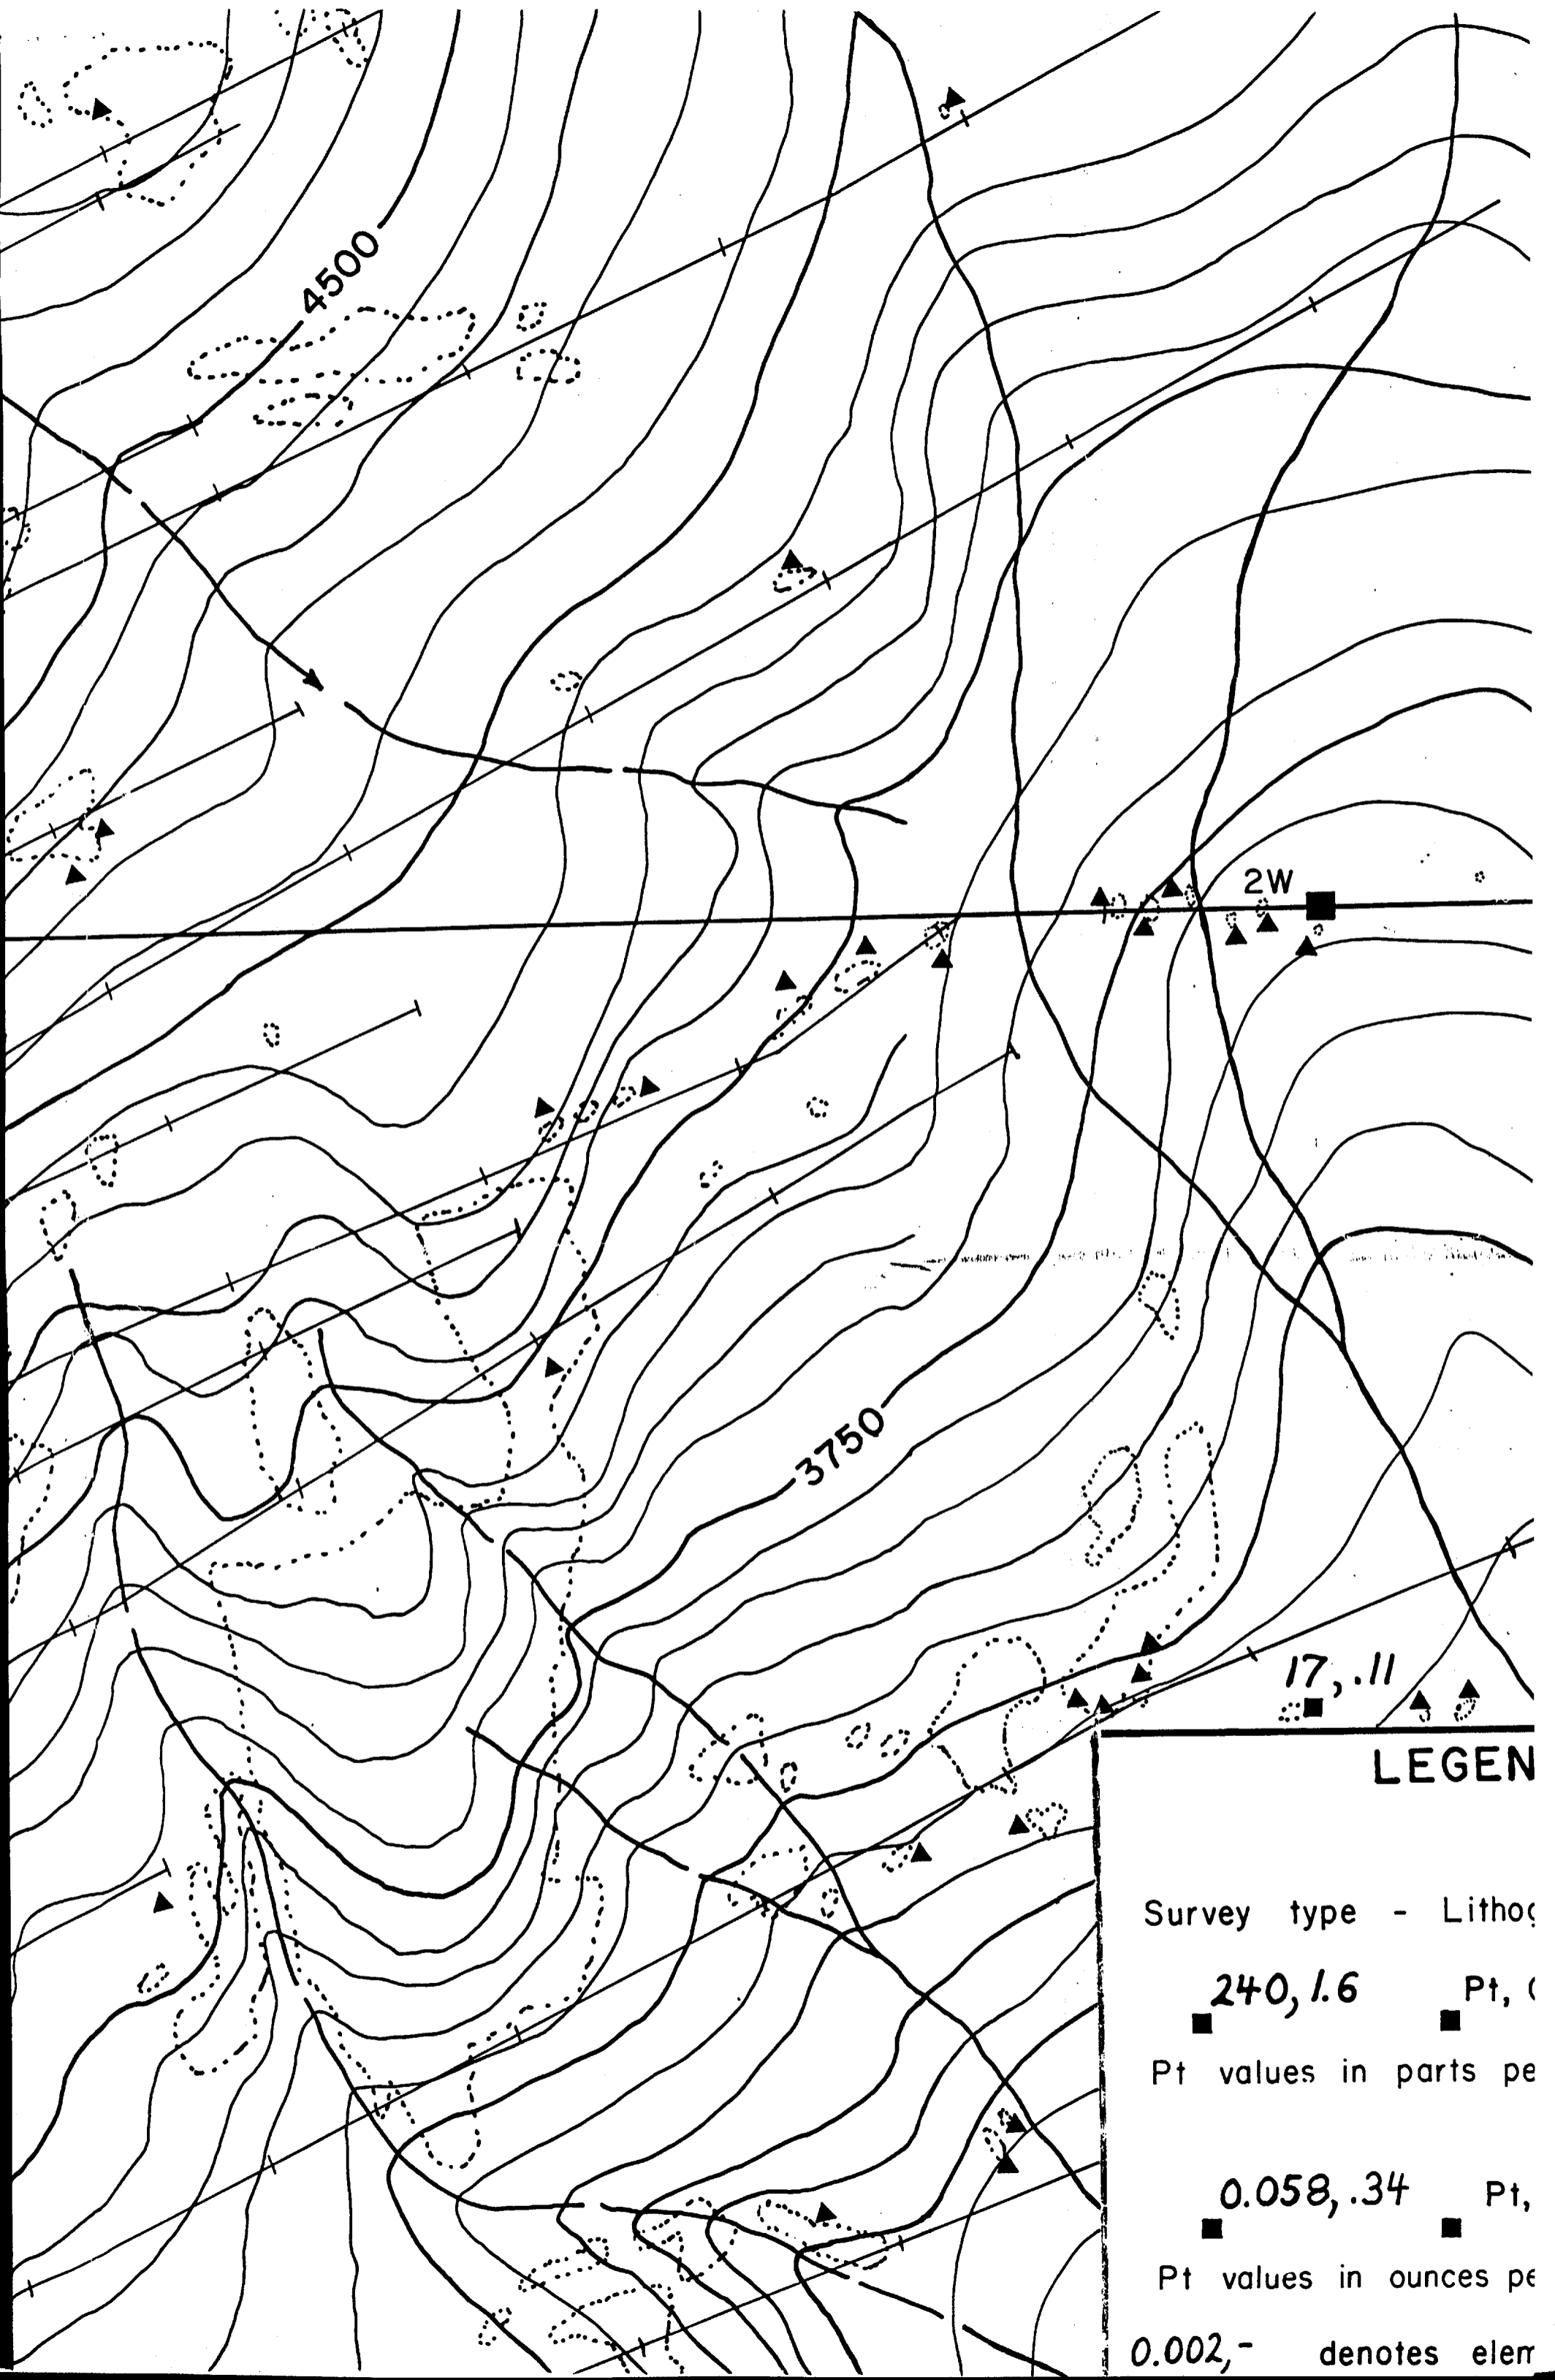 4500
2W
3750
17, .11
LEGEN
Survey type - Litho
240, 1.6 Pt,
Pt values in parts pe
0.058, .34 Pt,
Pt values in ounces pe
0.002, - denotes elem